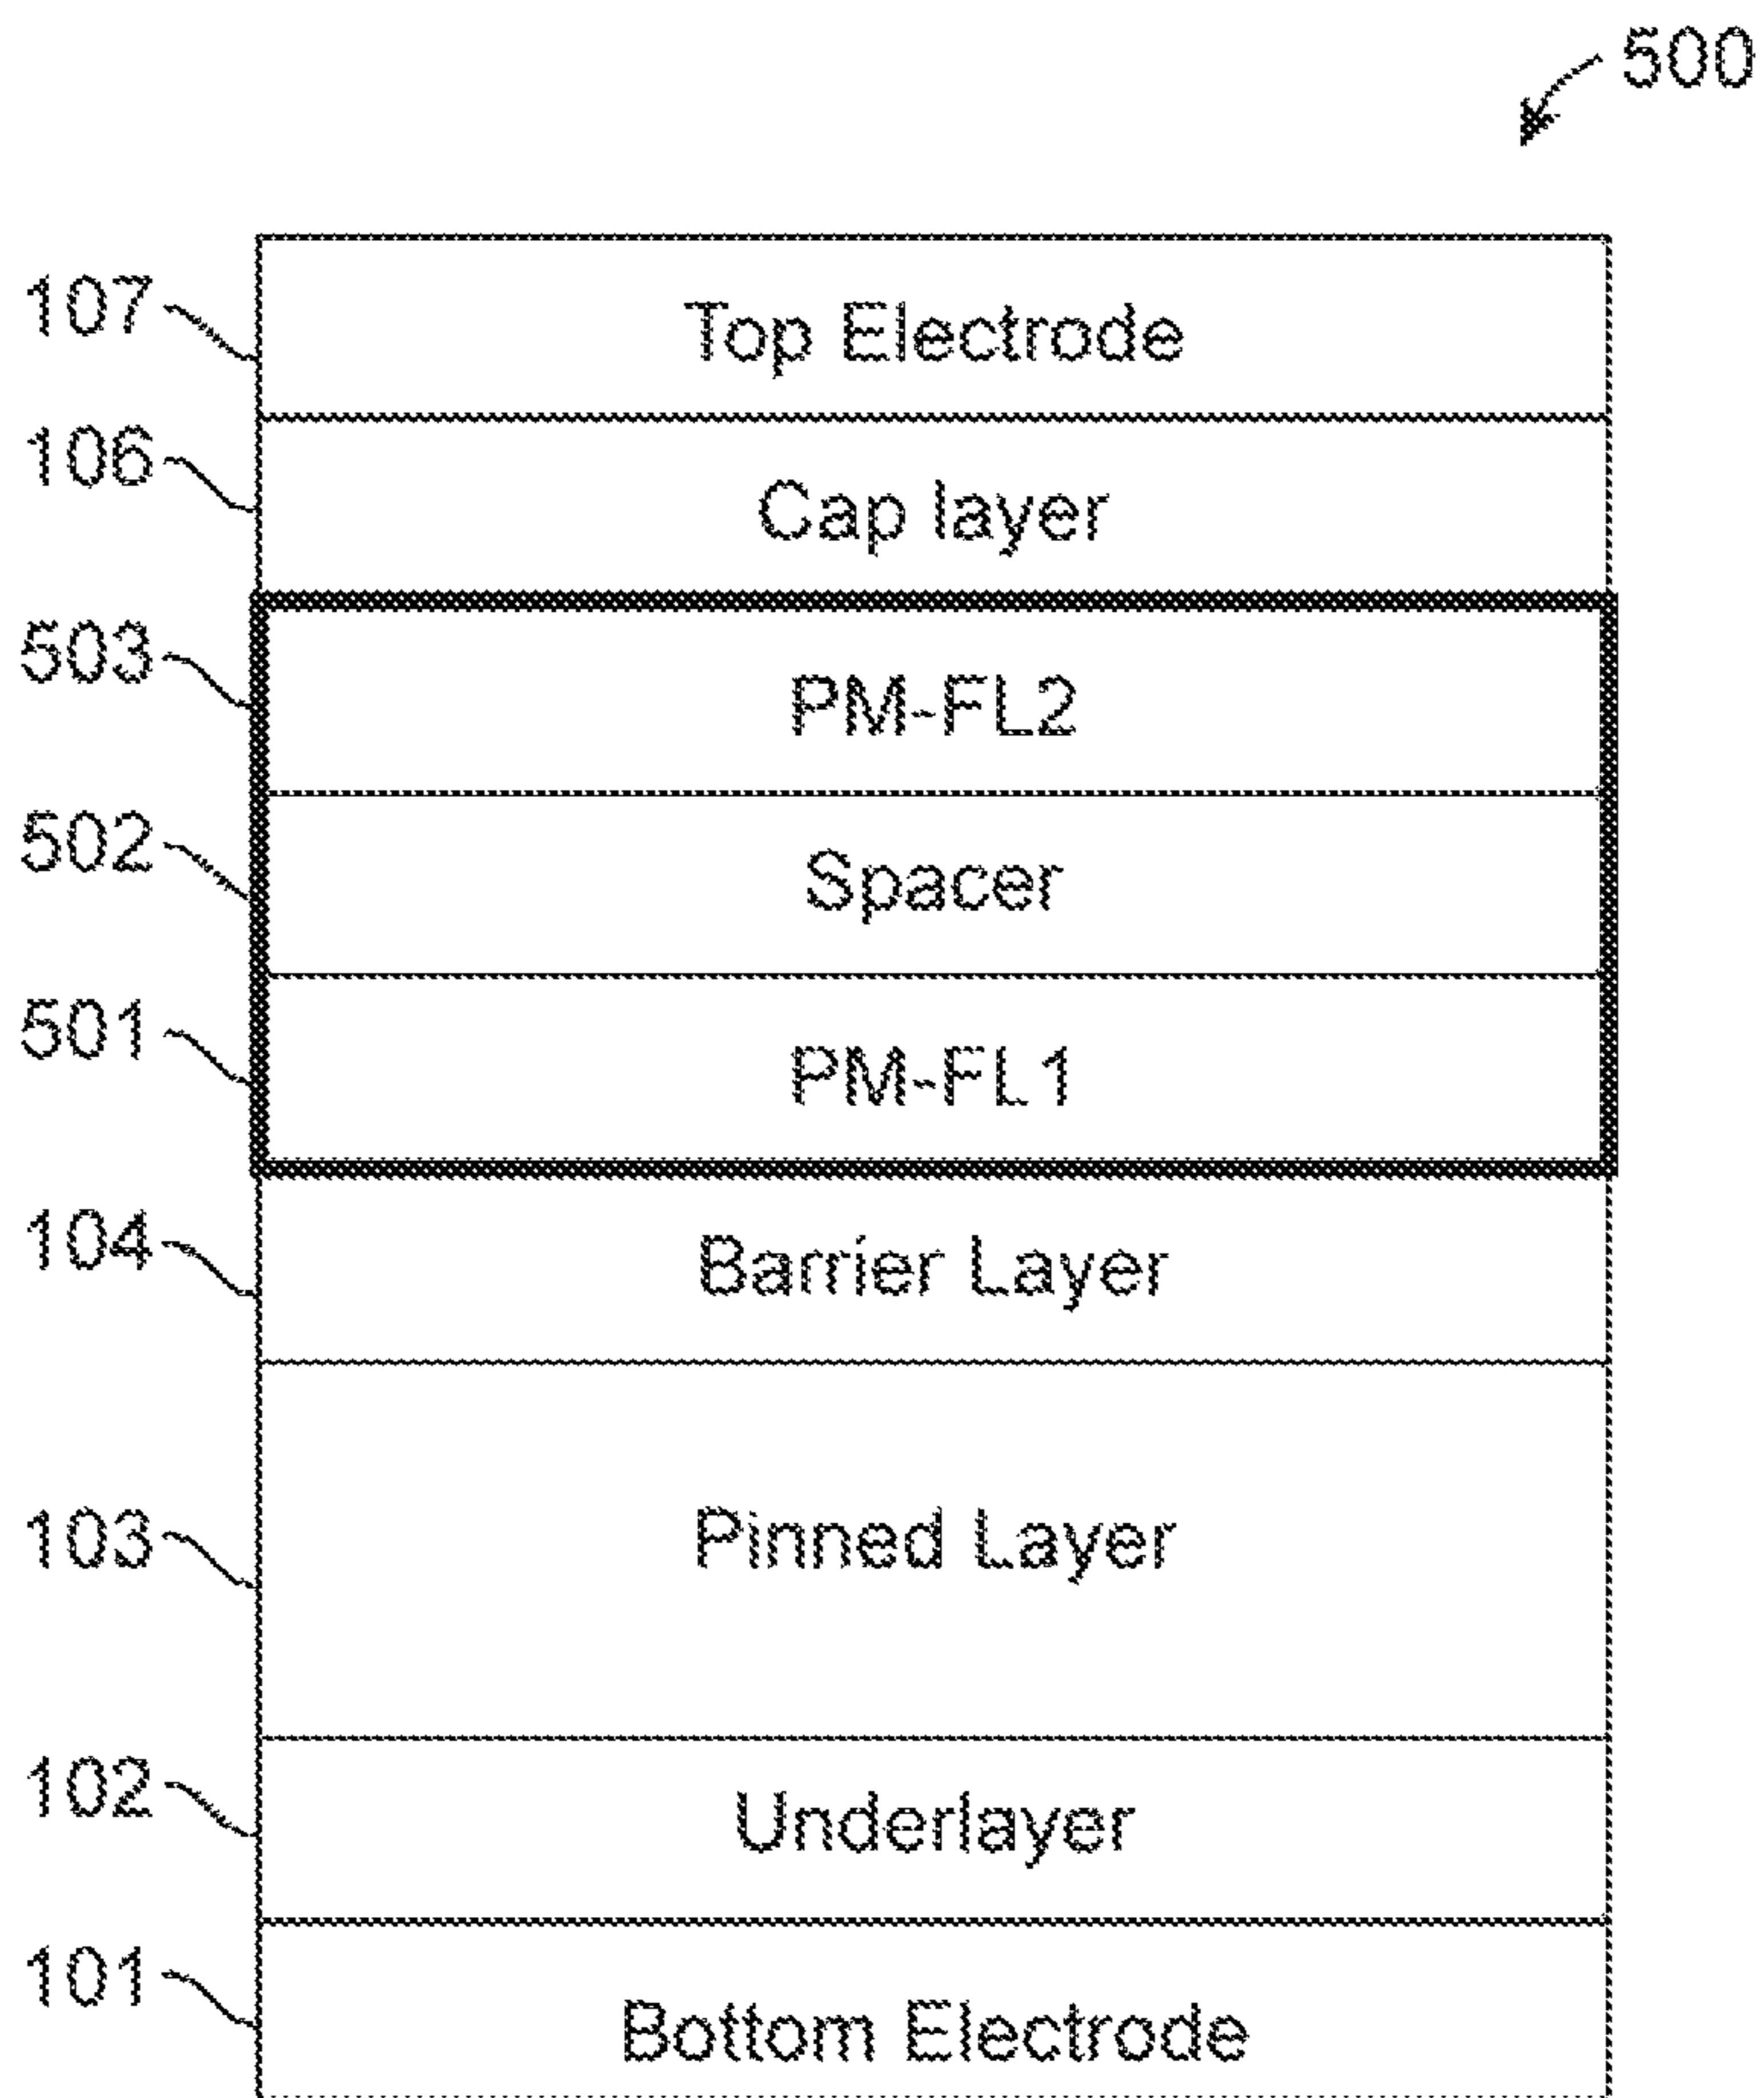 500
107 Top Electrode
106 Cap layer
503 PM-FL2
502 Spacer
501 PM-FL1
104 Barrier Layer
103 Pinned Layer
102 Underlayer
101 Bottom Electrode